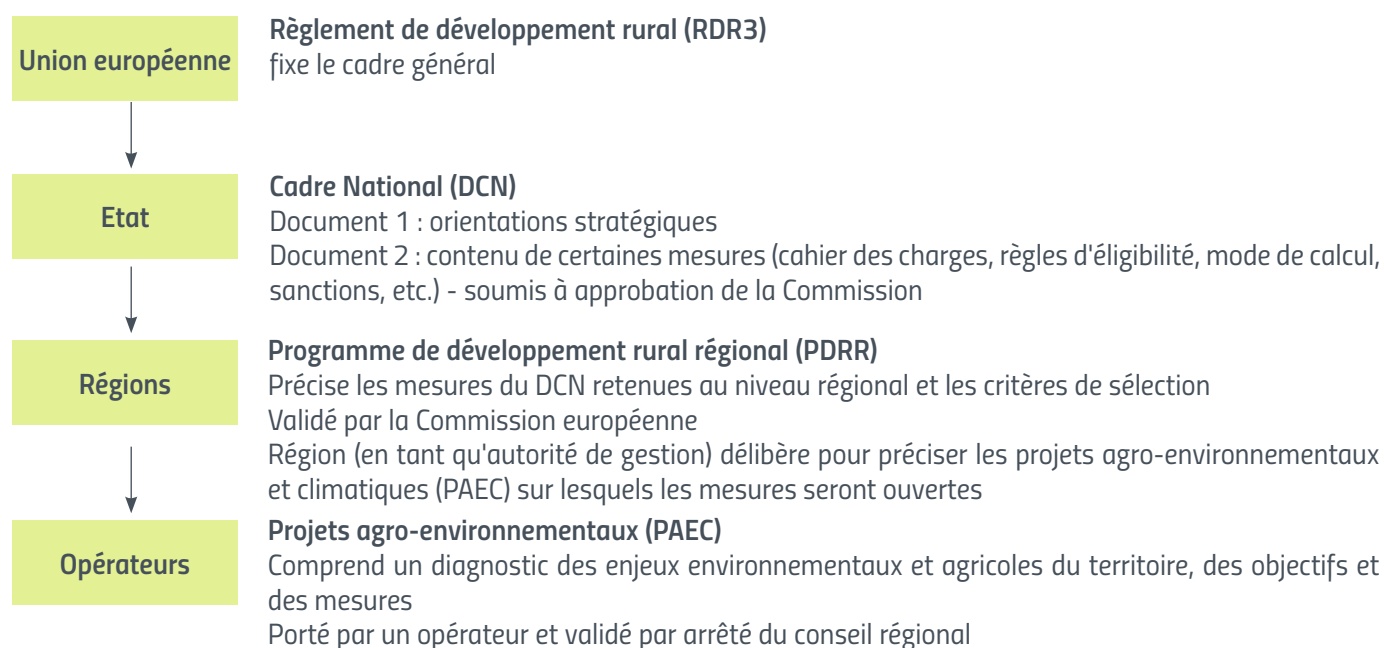 Union européenne
Règlement de développement rural (RDR3)
fixe le cadre général
Etat
Cadre National (DCN)
Document 1 : orientations stratégiques
Document 2 : contenu de certaines mesures (cahier des charges, règles d'éligibilité, mode de calcul,
sanctions, etc.) - soumis à approbation de la Commission
Régions
Programme de développement rural régional (PDRR)
Précise les mesures du DCN retenues au niveau régional et les critères de sélection
Validé par la Commission européenne
Région (en tant qu'autorité de gestion) délibère pour préciser les projets agro-environnementaux
et climatiques (PAEC) sur lesquels les mesures seront ouvertes
Opérateurs
Projets agro-environnementaux (PAEC)
Comprend un diagnostic des enjeux environnementaux et agricoles du territoire, des objectifs et
des mesures
Porté par un opérateur et validé par arrêté du conseil régional